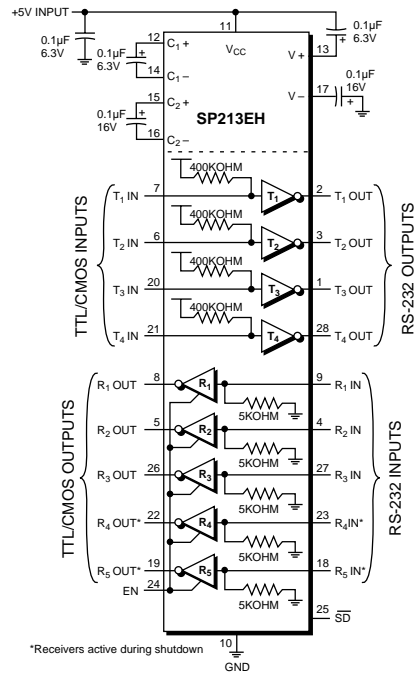 +5V INPUT
0.1µF
6.3V
12
C1+
0.1µF
6.3V
14
C1–
15
C2+
0.1µF
16V
16
C2–
11
VCC
0.1µF
6.3V
13
V+
0.1µF
16V
17
V–
SP213EH
TTL/CMOS INPUTS
RS-232 OUTPUTS
400KOHM
T1 IN 7 T1 2 T1 OUT
400KOHM
T2 IN 6 T2 3 T2 OUT
400KOHM
T3 IN 20 T3 1 T3 OUT
400KOHM
T4 IN 21 T4 28 T4 OUT
TTL/CMOS OUTPUTS
RS-232 INPUTS
R1 OUT 8 R1 9 R1 IN
5KOHM
R2 OUT 5 R2 4 R2 IN
5KOHM
R3 OUT 26 R3 27 R3 IN
5KOHM
R4 OUT* 22 R4 23 R4IN*
5KOHM
R5 OUT* 19 R5 18 R5 IN*
EN 24
5KOHM
25
SD
*Receivers active during shutdown
10
GND